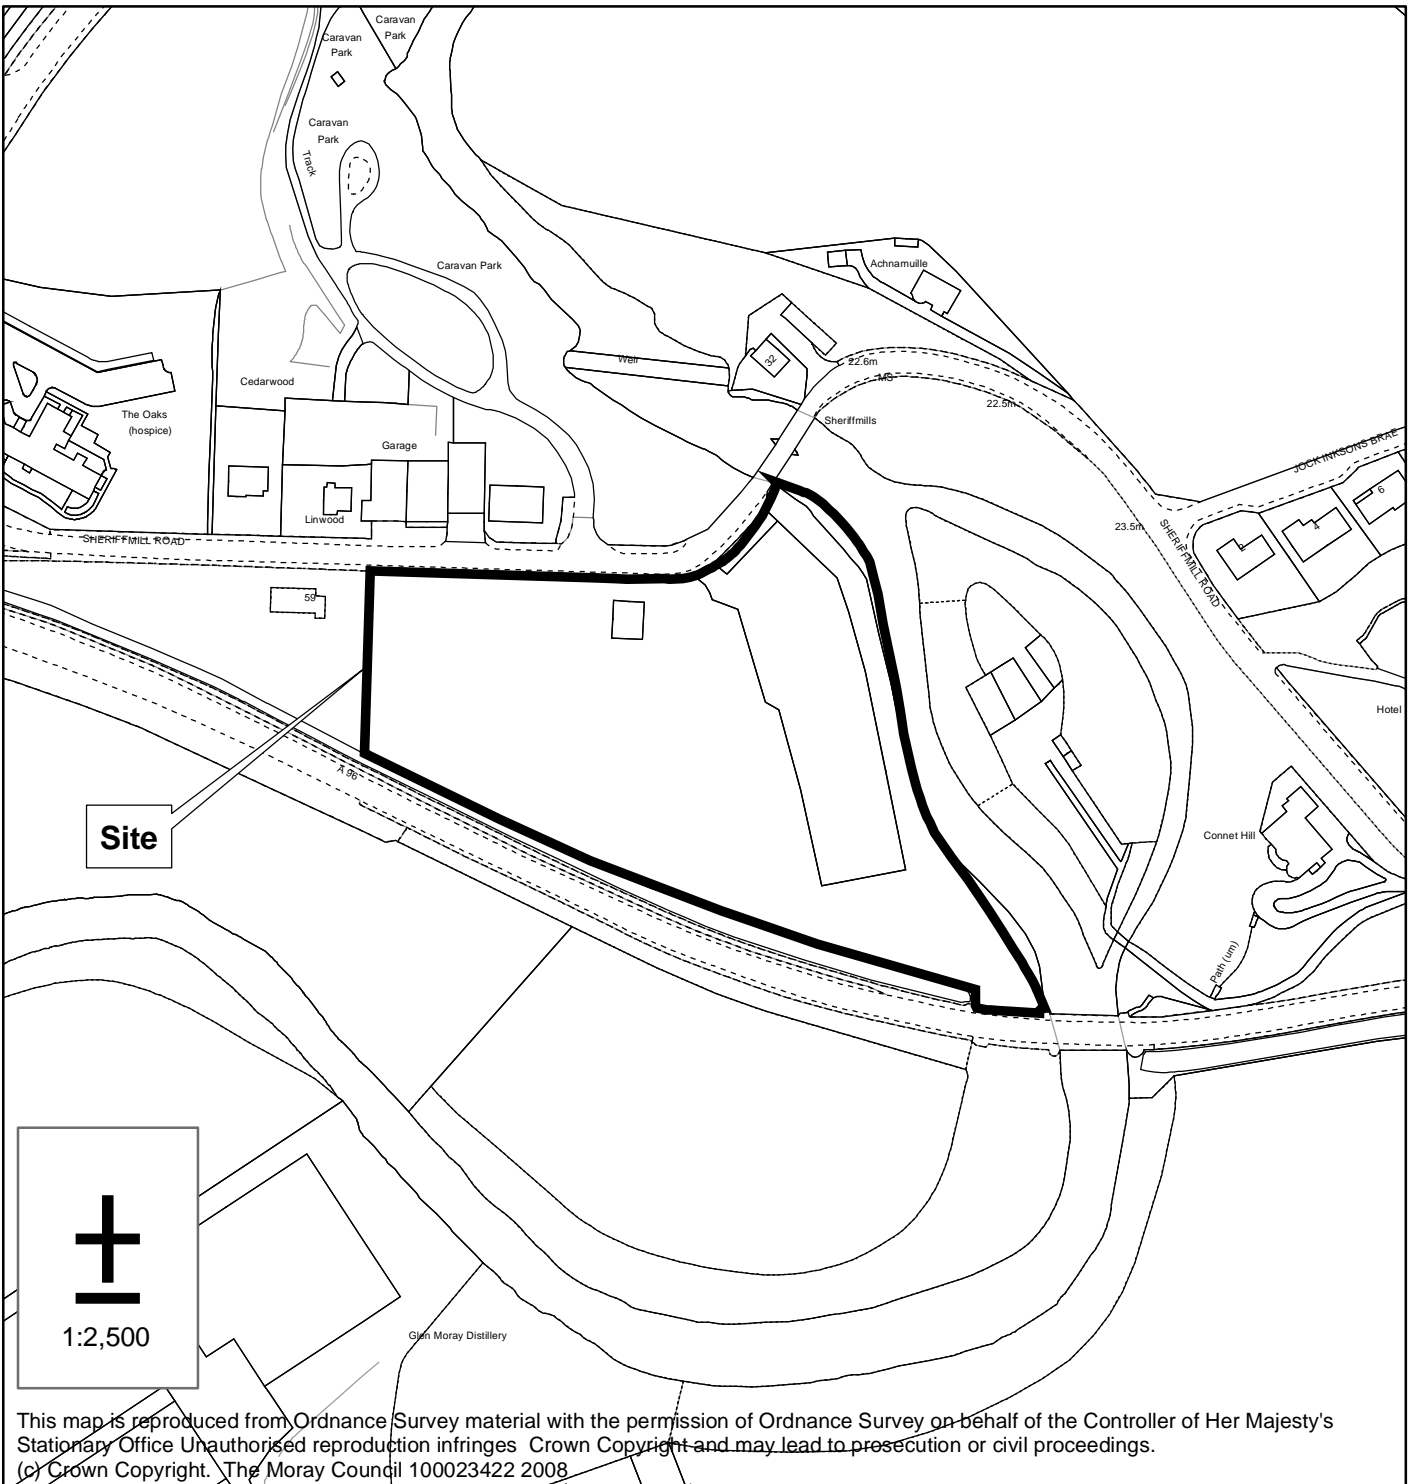 Caravan
Park
Caravan
Park
Caravan
Park
Track
Caravan Park
Achnamuille
Weir
32
22.6m
MS
22.5m
Sheriffmills
Cedarwood
The Oaks
(hospice)
Garage
Linwood
SHERIFFMILL ROAD
JOCK INKSONS BRAE
6
4
2
23.5m
SHERIFFMILL ROAD
59
Hotel
A 96
Site
Connet Hill
Path (um)
1:2,500
Glen Moray Distillery
This map is reproduced from Ordnance Survey material with the permission of Ordnance Survey on behalf of the Controller of Her Majesty's
Stationary Office Unauthorised reproduction infringes Crown Copyright and may lead to prosecution or civil proceedings.
(c) Crown Copyright. The Moray Council 100023422 2008